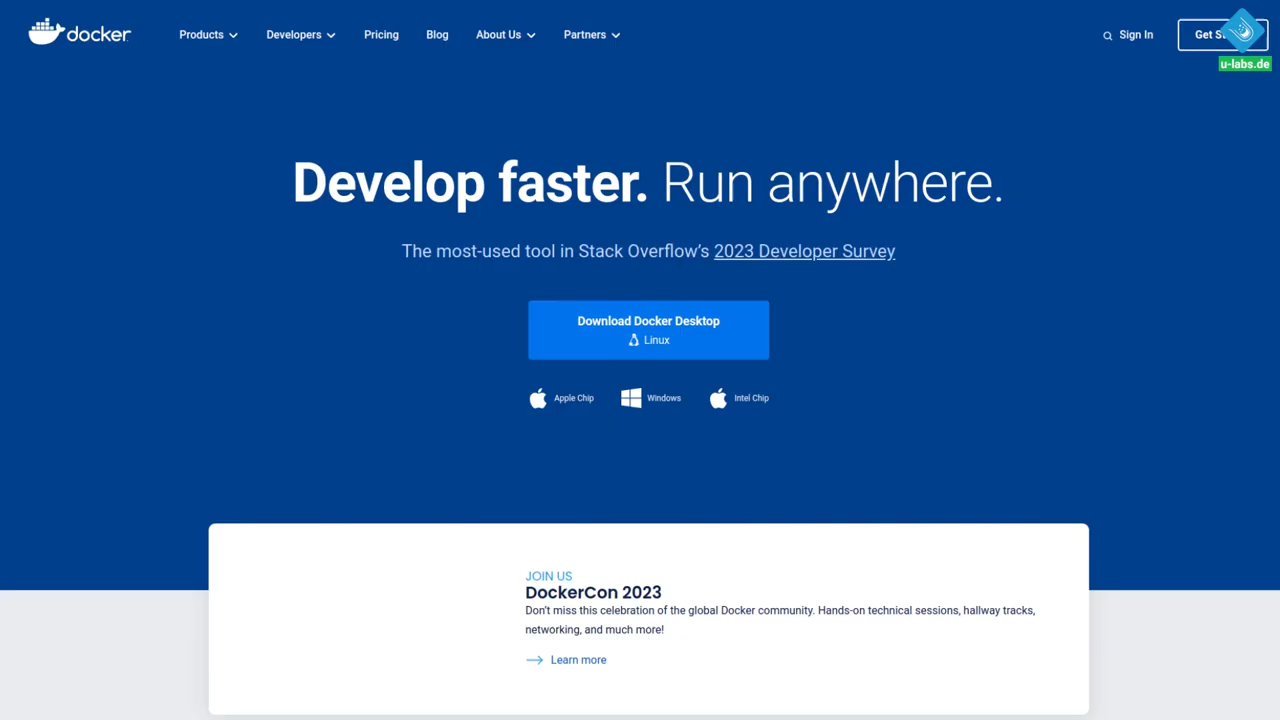 docker
Products
Developers
Pricing
Blog
About Us
Partners
Sign In
Get
u-labs.de
Develop faster. Run anywhere.
The most-used tool in Stack Overflow's 2023 Developer Survey
Download Docker Desktop
Linux
Apple Chip
Windows
Intel Chip
JOIN US
DockerCon 2023
Don't miss this celebration of the global Docker community. Hands-on technical sessions, hallway tracks,
networking, and much more!
Learn more